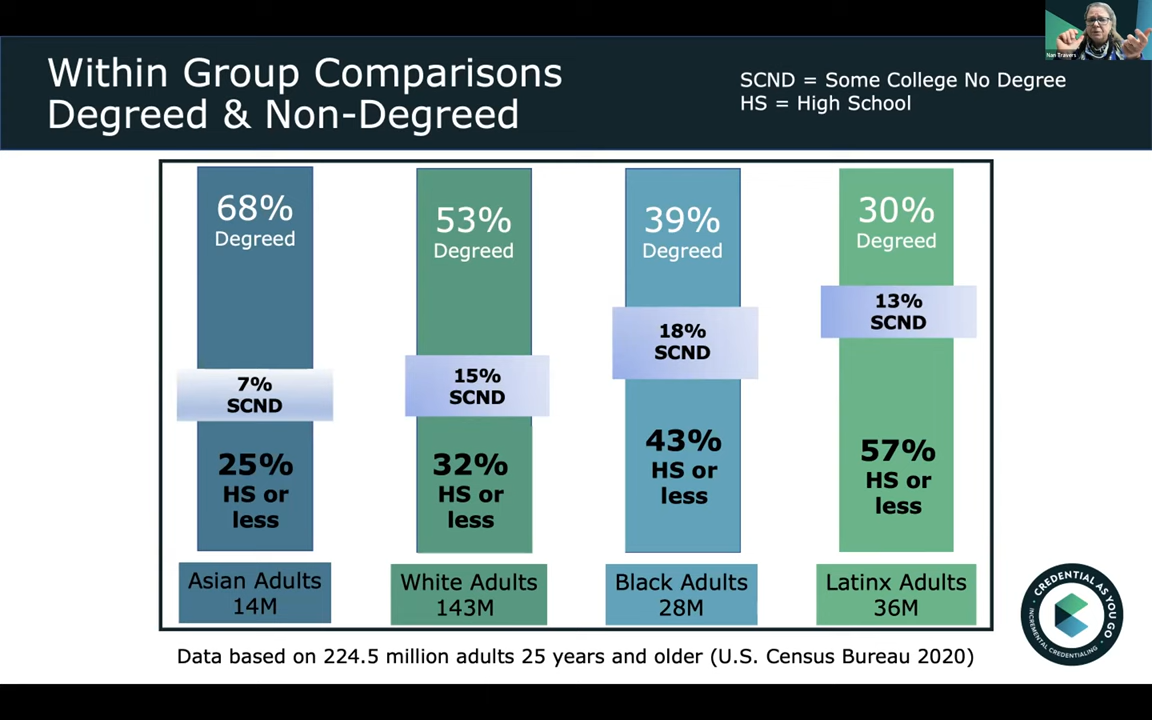 Nan Travers
Within Group Comparisons
Degreed & Non-Degreed
SCND = Some College No Degree
HS = High School
68%
Degreed
7%
SCND
25%
HS or
less
Asian Adults
14M
53%
Degreed
15%
SCND
32%
HS or
less
White Adults
143M
39%
Degreed
18%
SCND
43%
HS or
less
Black Adults
28M
30%
Degreed
13%
SCND
57%
HS or
less
Latinx Adults
36M
CREDENTIAL AS YOU GO
INCREMENTAL CREDENTIALING
Data based on 224.5 million adults 25 years and older (U.S. Census Bureau 2020)